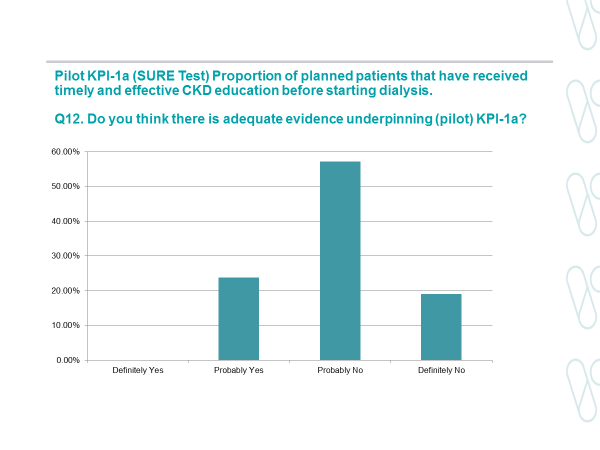 Pilot KPI-1a (SURE Test) Proportion of planned patients that have received
timely and effective CKD education before starting dialysis.
Q12. Do you think there is adequate evidence underpinning (pilot) KPI-1a?
60.00%
50.00%
40.00%
30.00%
20.00%
10.00%
0.00%
Definitely Yes
Probably Yes
Probably No
Definitely No